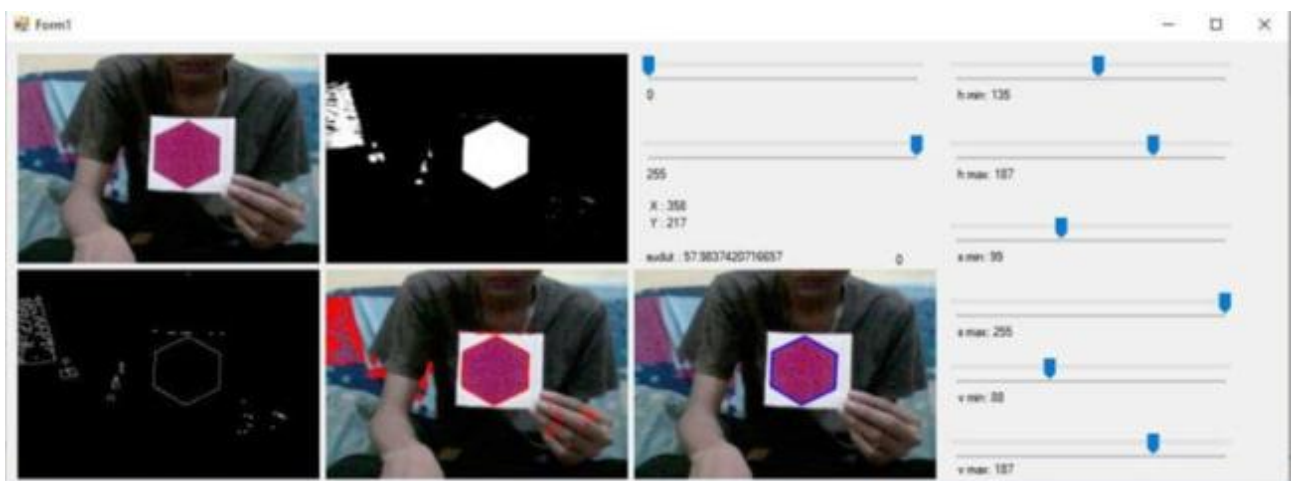 Form1
0
255
X : 358
Y : 217
sudut : 57.9837420716657
0
h min: 135
h max: 187
s min: 99
s max: 255
v min: 88
v max: 187